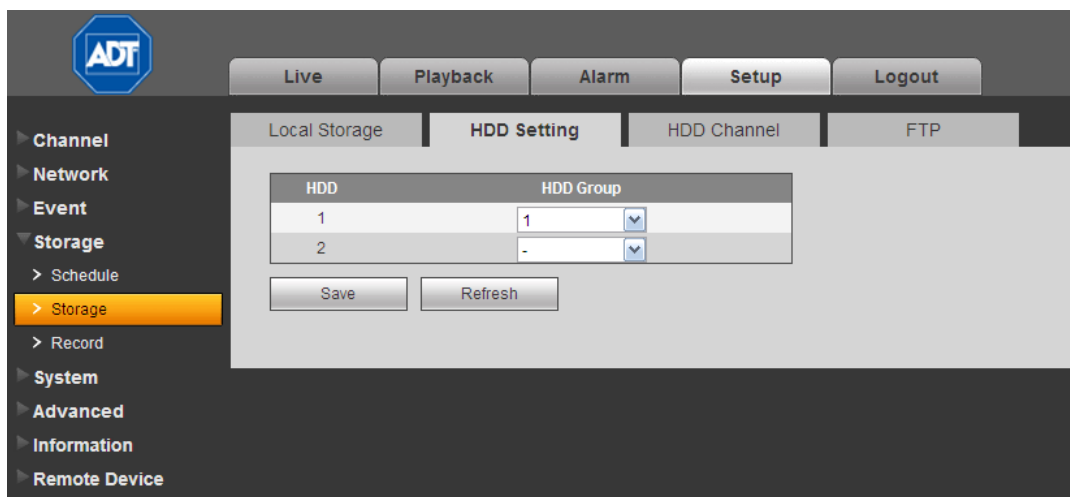 ADT
Live Playback Alarm Setup Logout
Channel
Network
Event
Storage
> Schedule
> Storage
> Record
System
Advanced
Information
Remote Device
Local Storage HDD Setting HDD Channel FTP
HDD HDD Group
1 1
2 -
Save Refresh